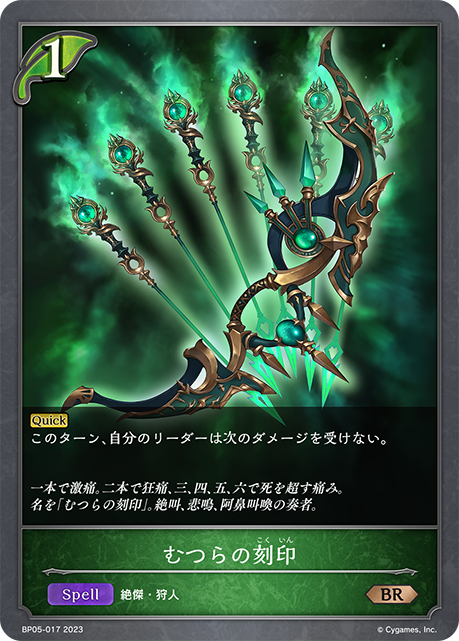 1
Quick
このターン、自分のリーダーは次のダメージを受けない。
一本で激痛。二本で狂痛、三、四、五、六で死を超す痛み。
名を「むつらの刻印」。絶叫、悲鳴、阿鼻叫喚の奏者。
こくいん
むつらの刻印
Spell 絶傑・狩人 BR
BP05-017 2023 © Cygames, Inc.